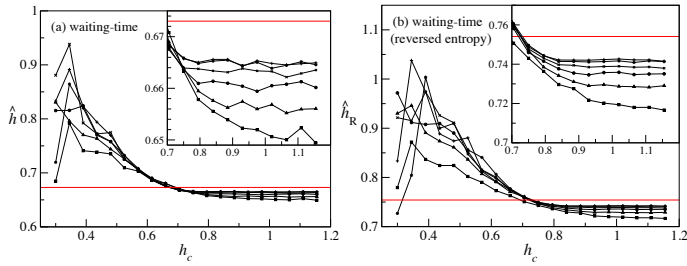 (a) waiting-time
1
0.9
0.8
0.7
0.6
ĥ
0.67
0.66
0.65
0.7 0.8 0.9 1 1.1
0.4 0.6 0.8 1 1.2
h_c
(b) waiting-time
(reversed entropy)
1.1
1
0.9
0.8
0.7
ĥ_R
0.76
0.74
0.72
0.7
0.7 0.8 0.9 1 1.1
0.4 0.6 0.8 1 1.2
h_c